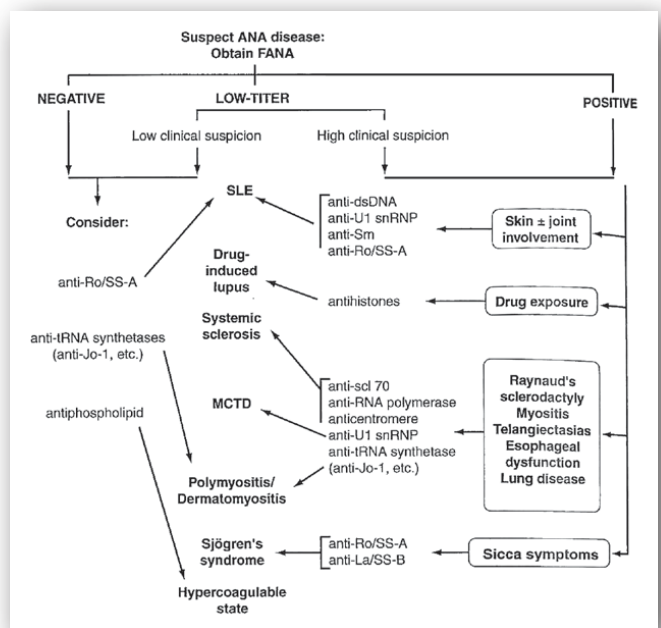 Suspect ANA disease:
Obtain FANA
NEGATIVE
LOW-TITER
POSITIVE
Low clinical suspicion
High clinical suspicion
Consider:
anti-Ro/SS-A
anti-tRNA synthetases
(anti-Jo-1, etc.)
antiphospholipid
SLE
Drug-
induced
lupus
Systemic
sclerosis
MCTD
Polymyositis/
Dermatomyositis
Sjögren's
syndrome
Hypercoagulable
state
anti-dsDNA
anti-U1 snRNP
anti-Sm
anti-Ro/SS-A
antihistones
anti-scl 70
anti-RNA polymerase
anticentromere
anti-U1 snRNP
anti-tRNA synthetase
(anti-Jo-1, etc.)
anti-Ro/SS-A
anti-La/SS-B
Skin ± joint
involvement
Drug exposure
Raynaud's
sclerodactyly
Myositis
Telangiectasias
Esophageal
dysfunction
Lung disease
Sicca symptoms